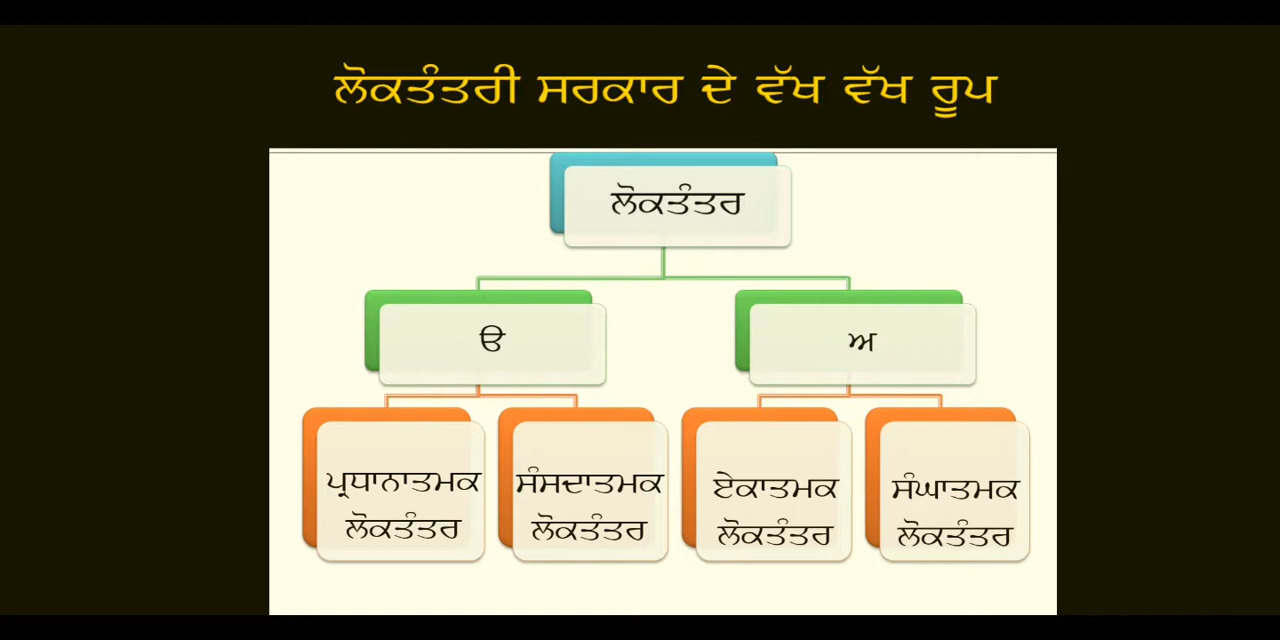 ਲੋਕਤੰਤਰੀ ਸਰਕਾਰ ਦੇ ਵੱਖ ਵੱਖ ਰੂਪ
ਲੋਕਤੰਤਰ
ੳ
ਅ
ਪ੍ਰਧਾਨਾਤਮਕ
ਲੋਕਤੰਤਰ
ਸੰਸਦਾਤਮਕ
ਲੋਕਤੰਤਰ
ਏਕਾਤਮਕ
ਲੋਕਤੰਤਰ
ਸੰਘਾਤਮਕ
ਲੋਕਤੰਤਰ